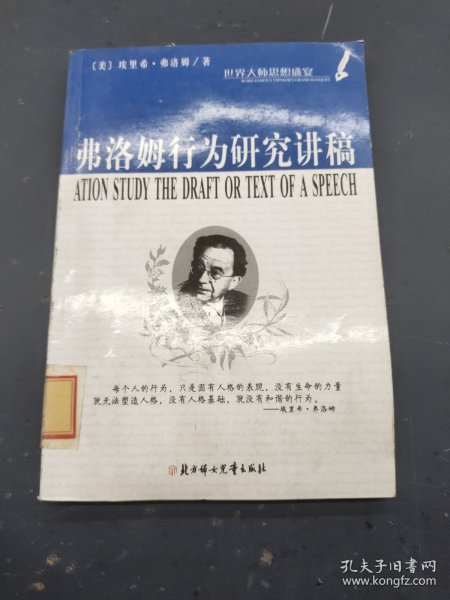 〔美〕埃里希·弗洛姆／著
世界大师思想盛宴
WORLD FAMOUS THINKER'S GRAND BANQUET
弗洛姆行为研究讲稿
ATION STUDY THE DRAFT OR TEXT OF A SPEECH
每个人的行为，只是固有人格的表现，没有生命的力量
就无法塑造人格，没有人格基础，就没有和谐的行为。
——埃里希·弗洛姆
北方妇女儿童出版社
孔夫子旧书网
www.kongfz.com